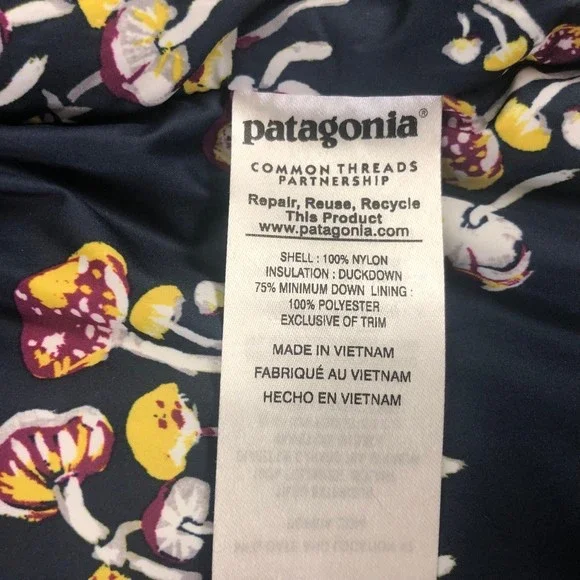 patagonia®
COMMON THREADS
PARTNERSHIP
Repair, Reuse, Recycle
This Product
www.patagonia.com
SHELL : 100% NYLON
INSULATION : DUCKDOWN
75% MINIMUM DOWN LINING :
100% POLYESTER
EXCLUSIVE OF TRIM
MADE IN VIETNAM
FABRIQUÉ AU VIETNAM
HECHO EN VIETNAM